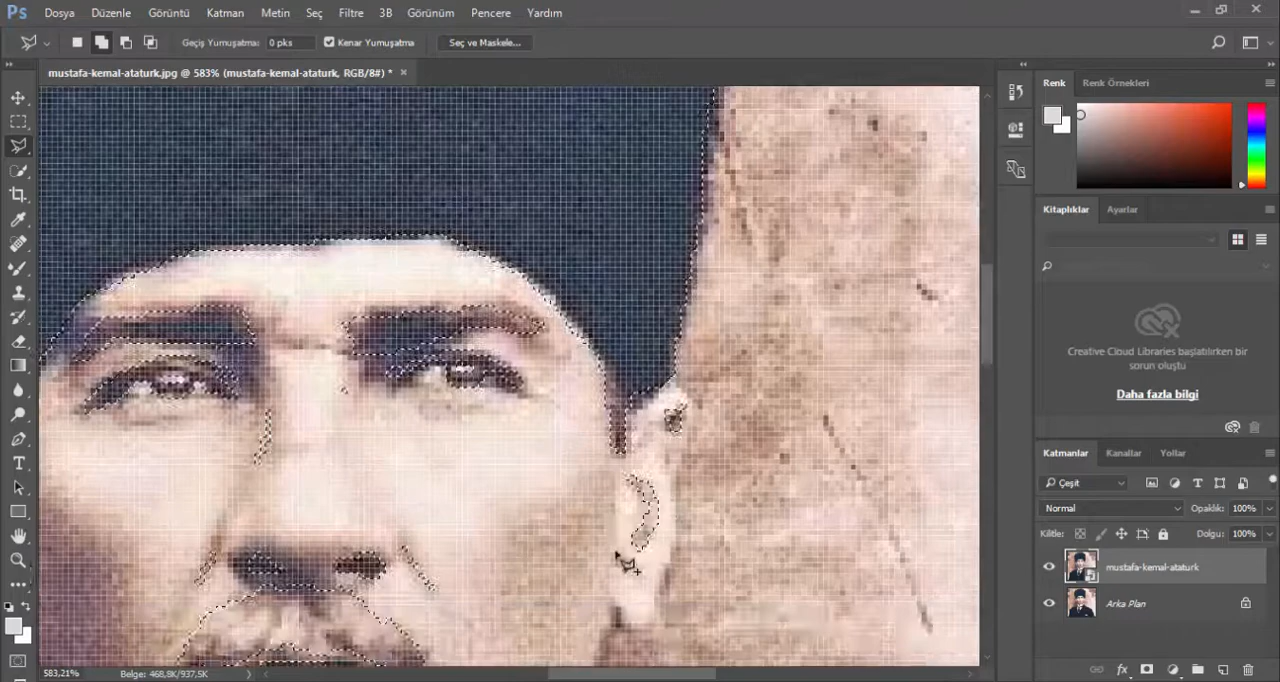 Ps Dosya Düzenle Görüntü Katman Metin Seç Filtre 3B Görünüm Pencere Yardım
Geçiş Yumuşatma: 0 pks Kenar Yumuşatma Seç ve Maskele...
mustafa-kemal-ataturk.jpg @ 583% (mustafa-kemal-ataturk, RGB/8#) *
Renk Renk Örnekleri
Kitaplıklar Ayarlar
Creative Cloud Libraries başlatılırken bir
sorun oluştu
Daha fazla bilgi
Katmanlar Kanallar Yollar
Çeşit
Normal Opaklık: 100%
Kilitle: Dolgu: 100%
mustafa-kemal-ataturk
Arka Plan
583,21% Belge: 468,8K/937,5K